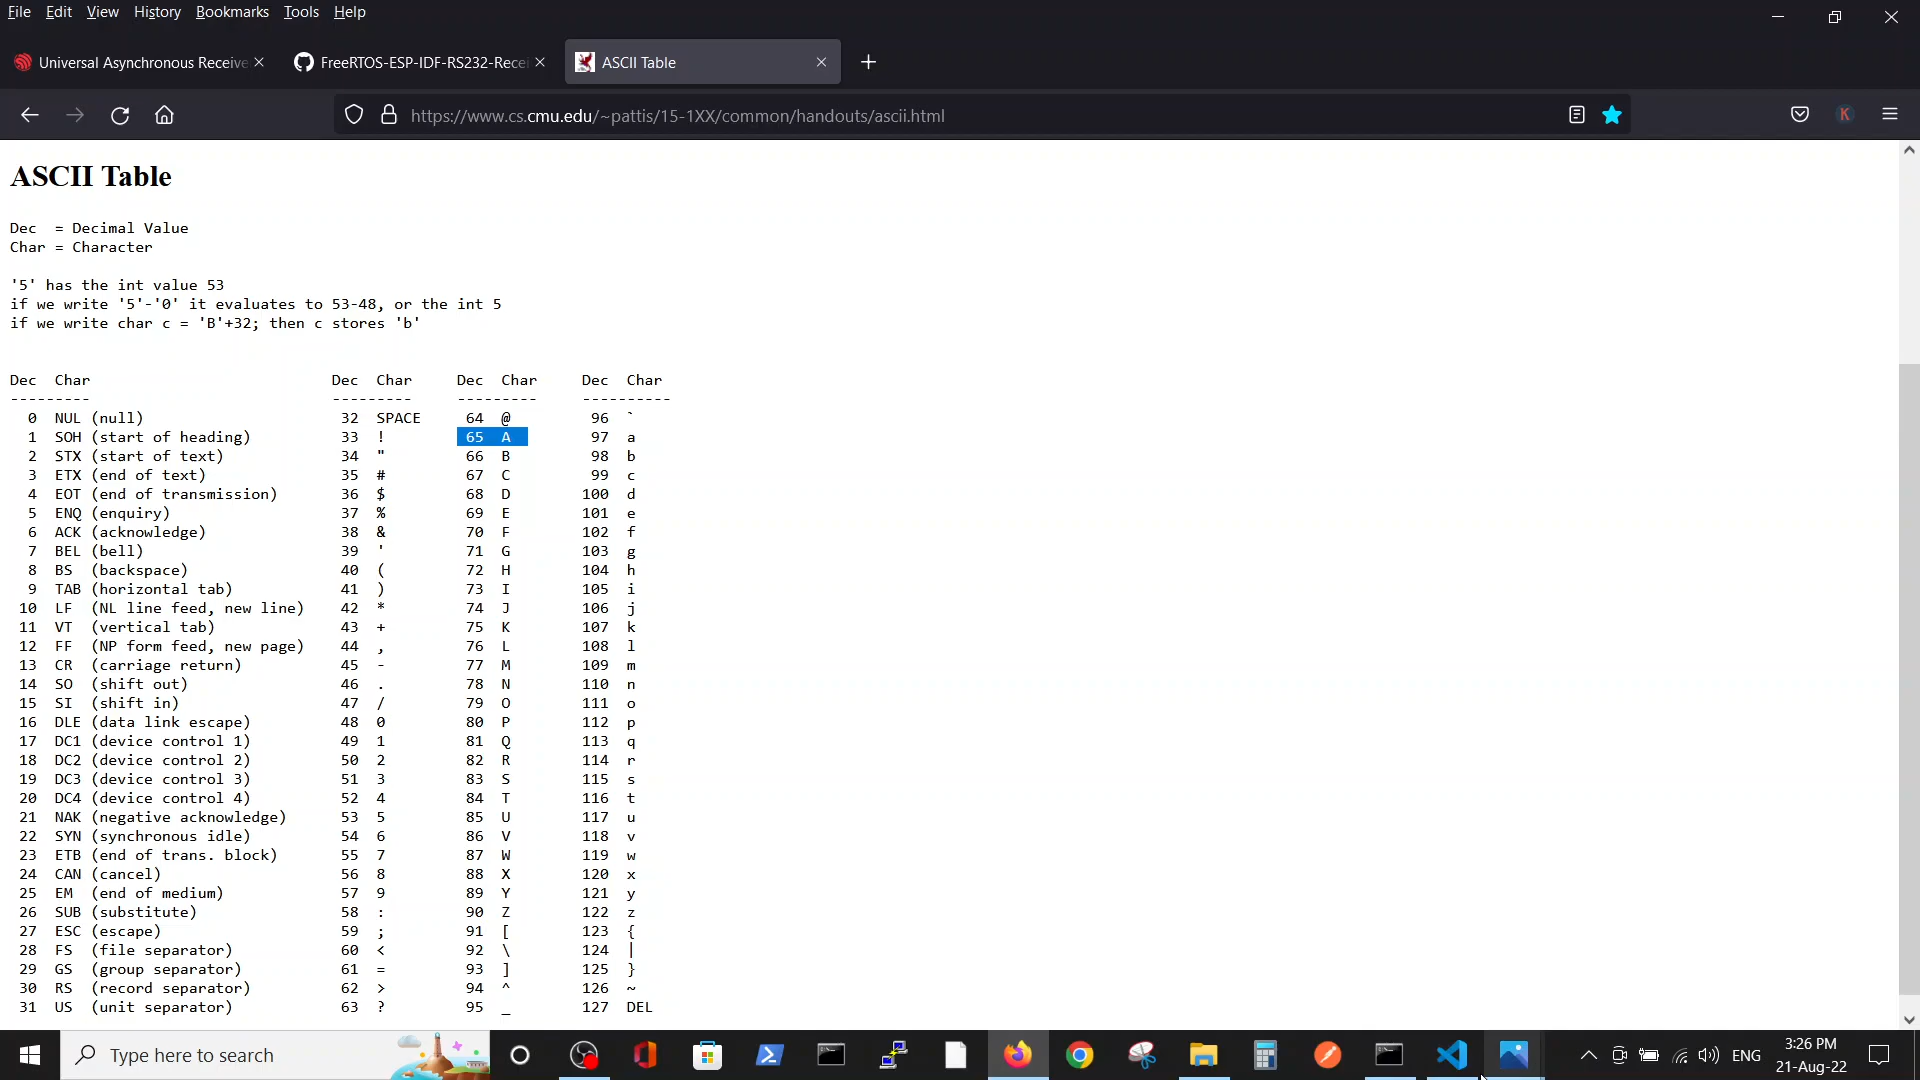 File Edit View History Bookmarks Tools Help
Universal Asynchronous Receive
FreeRTOS-ESP-IDF-RS232-Recei
ASCII Table
https://www.cs.cmu.edu/~pattis/15-1XX/common/handouts/ascii.html
K
ASCII Table
Dec  = Decimal Value
Char = Character
'5' has the int value 53
if we write '5'-'0' it evaluates to 53-48, or the int 5
if we write char c = 'B'+32; then c stores 'b'
Dec  Char                           Dec  Char     Dec  Char     Dec  Char
---------                           ---------     ---------     ----------
  0  NUL (null)                      32  SPACE     64  @         96  `
  1  SOH (start of heading)          33  !         65  A         97  a
  2  STX (start of text)             34  "         66  B         98  b
  3  ETX (end of text)               35  #         67  C         99  c
  4  EOT (end of transmission)       36  $         68  D        100  d
  5  ENQ (enquiry)                   37  %         69  E        101  e
  6  ACK (acknowledge)               38  &         70  F        102  f
  7  BEL (bell)                      39  '         71  G        103  g
  8  BS  (backspace)                 40  (         72  H        104  h
  9  TAB (horizontal tab)            41  )         73  I        105  i
 10  LF  (NL line feed, new line)    42  *         74  J        106  j
 11  VT  (vertical tab)              43  +         75  K        107  k
 12  FF  (NP form feed, new page)    44  ,         76  L        108  l
 13  CR  (carriage return)           45  -         77  M        109  m
 14  SO  (shift out)                 46  .         78  N        110  n
 15  SI  (shift in)                  47  /         79  O        111  o
 16  DLE (data link escape)          48  0         80  P        112  p
 17  DC1 (device control 1)          49  1         81  Q        113  q
 18  DC2 (device control 2)          50  2         82  R        114  r
 19  DC3 (device control 3)          51  3         83  S        115  s
 20  DC4 (device control 4)          52  4         84  T        116  t
 21  NAK (negative acknowledge)      53  5         85  U        117  u
 22  SYN (synchronous idle)          54  6         86  V        118  v
 23  ETB (end of trans. block)       55  7         87  W        119  w
 24  CAN (cancel)                    56  8         88  X        120  x
 25  EM  (end of medium)             57  9         89  Y        121  y
 26  SUB (substitute)                58  :         90  Z        122  z
 27  ESC (escape)                    59  ;         91  [        123  {
 28  FS  (file separator)            60  <         92  \        124  |
 29  GS  (group separator)           61  =         93  ]        125  }
 30  RS  (record separator)          62  >         94  ^        126  ~
 31  US  (unit separator)            63  ?         95  _        127  DEL
Type here to search
ENG
3:26 PM
21-Aug-22